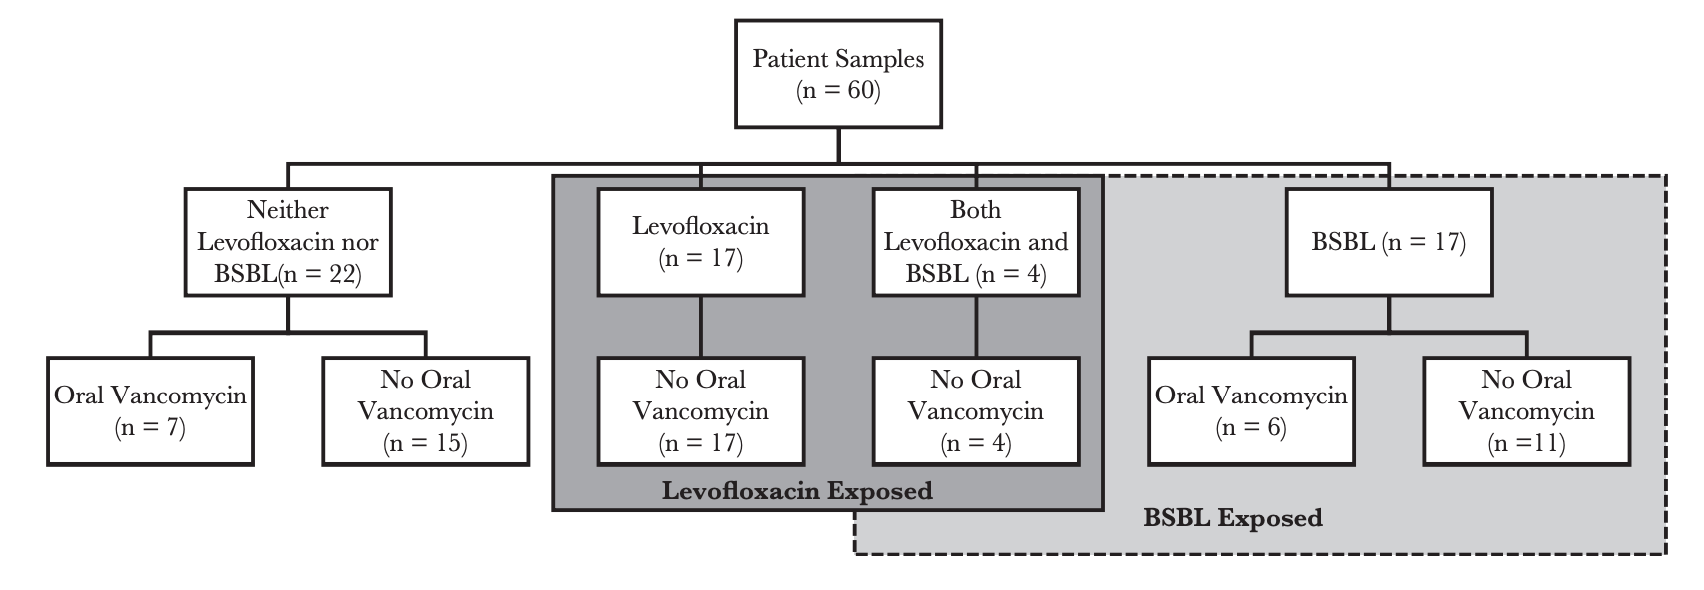 Patient Samples
(n = 60)
Neither
Levofloxacin nor
BSBL(n = 22)
Levofloxacin
(n = 17)
Both
Levofloxacin and
BSBL (n = 4)
BSBL (n = 17)
Oral Vancomycin
(n = 7)
No Oral
Vancomycin
(n = 15)
No Oral
Vancomycin
(n = 17)
No Oral
Vancomycin
(n = 4)
Oral Vancomycin
(n = 6)
No Oral
Vancomycin
(n =11)
Levofloxacin Exposed
BSBL Exposed